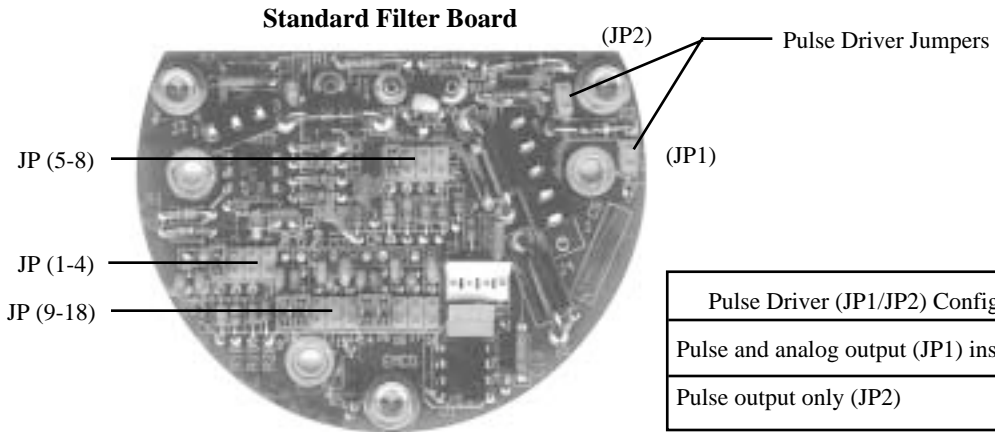 Standard Filter Board
(JP2)
Pulse Driver Jumpers
JP (5-8)
(JP1)
JP (1-4)
JP (9-18)
Pulse Driver (JP1/JP2) Config
Pulse and analog output (JP1) ins
Pulse output only (JP2)
EMCO